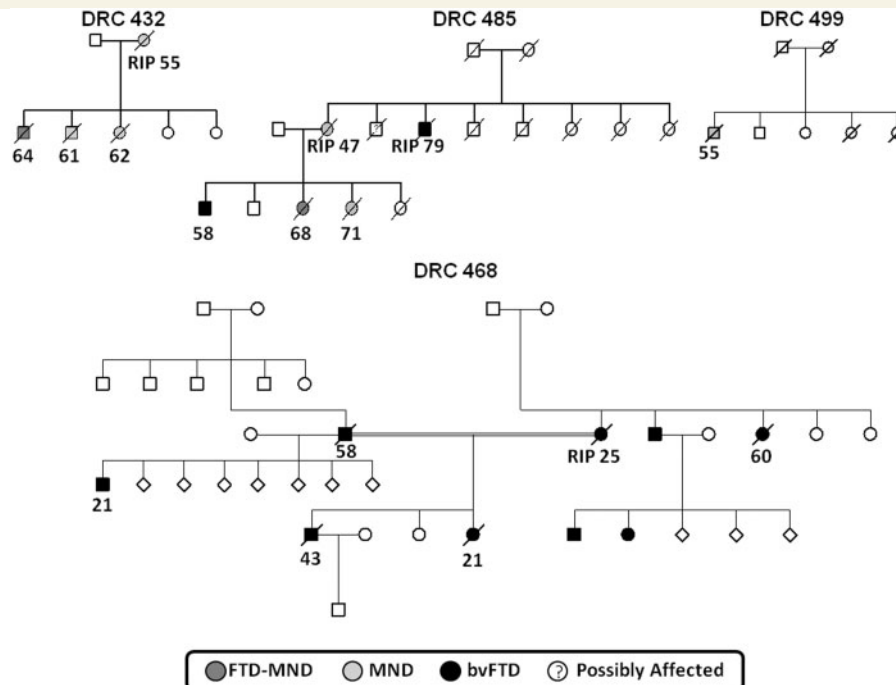 DRC 432
DRC 485
DRC 499
RIP 55
64
61
62
RIP 47
?
RIP 79
55
58
68
71
DRC 468
58
RIP 25
60
21
43
21
FTD-MND MND bvFTD ? Possibly Affected